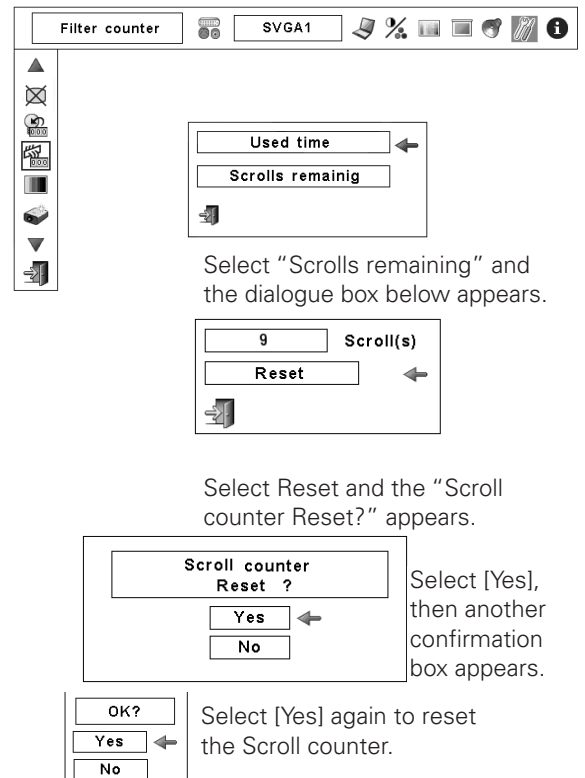 Filter counter
SVGA1
Used time
Scrolls remainig
Select “Scrolls remaining” and
the dialogue box below appears.
9 Scroll(s)
Reset
Select Reset and the “Scroll
counter Reset?” appears.
Scroll counter
Reset ?
Yes
No
Select [Yes],
then another
confirmation
box appears.
OK?
Yes
No
Select [Yes] again to reset
the Scroll counter.